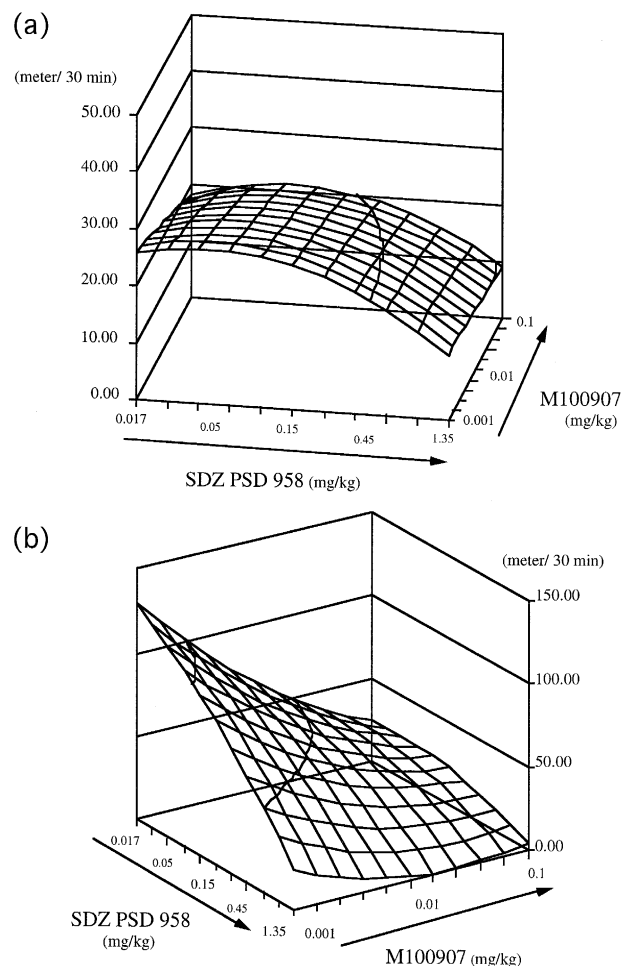 (a)
(meter/ 30 min)
50.00
40.00
30.00
20.00
10.00
0.00
0.017
0.05
0.15
0.45
1.35
0.1
0.01
0.001
M100907
(mg/kg)
SDZ PSD 958 (mg/kg)
(b)
(meter/ 30 min)
150.00
100.00
50.00
0.00
0.017
0.05
0.15
0.45
1.35
0.001
0.01
0.1
SDZ PSD 958
(mg/kg)
M100907 (mg/kg)